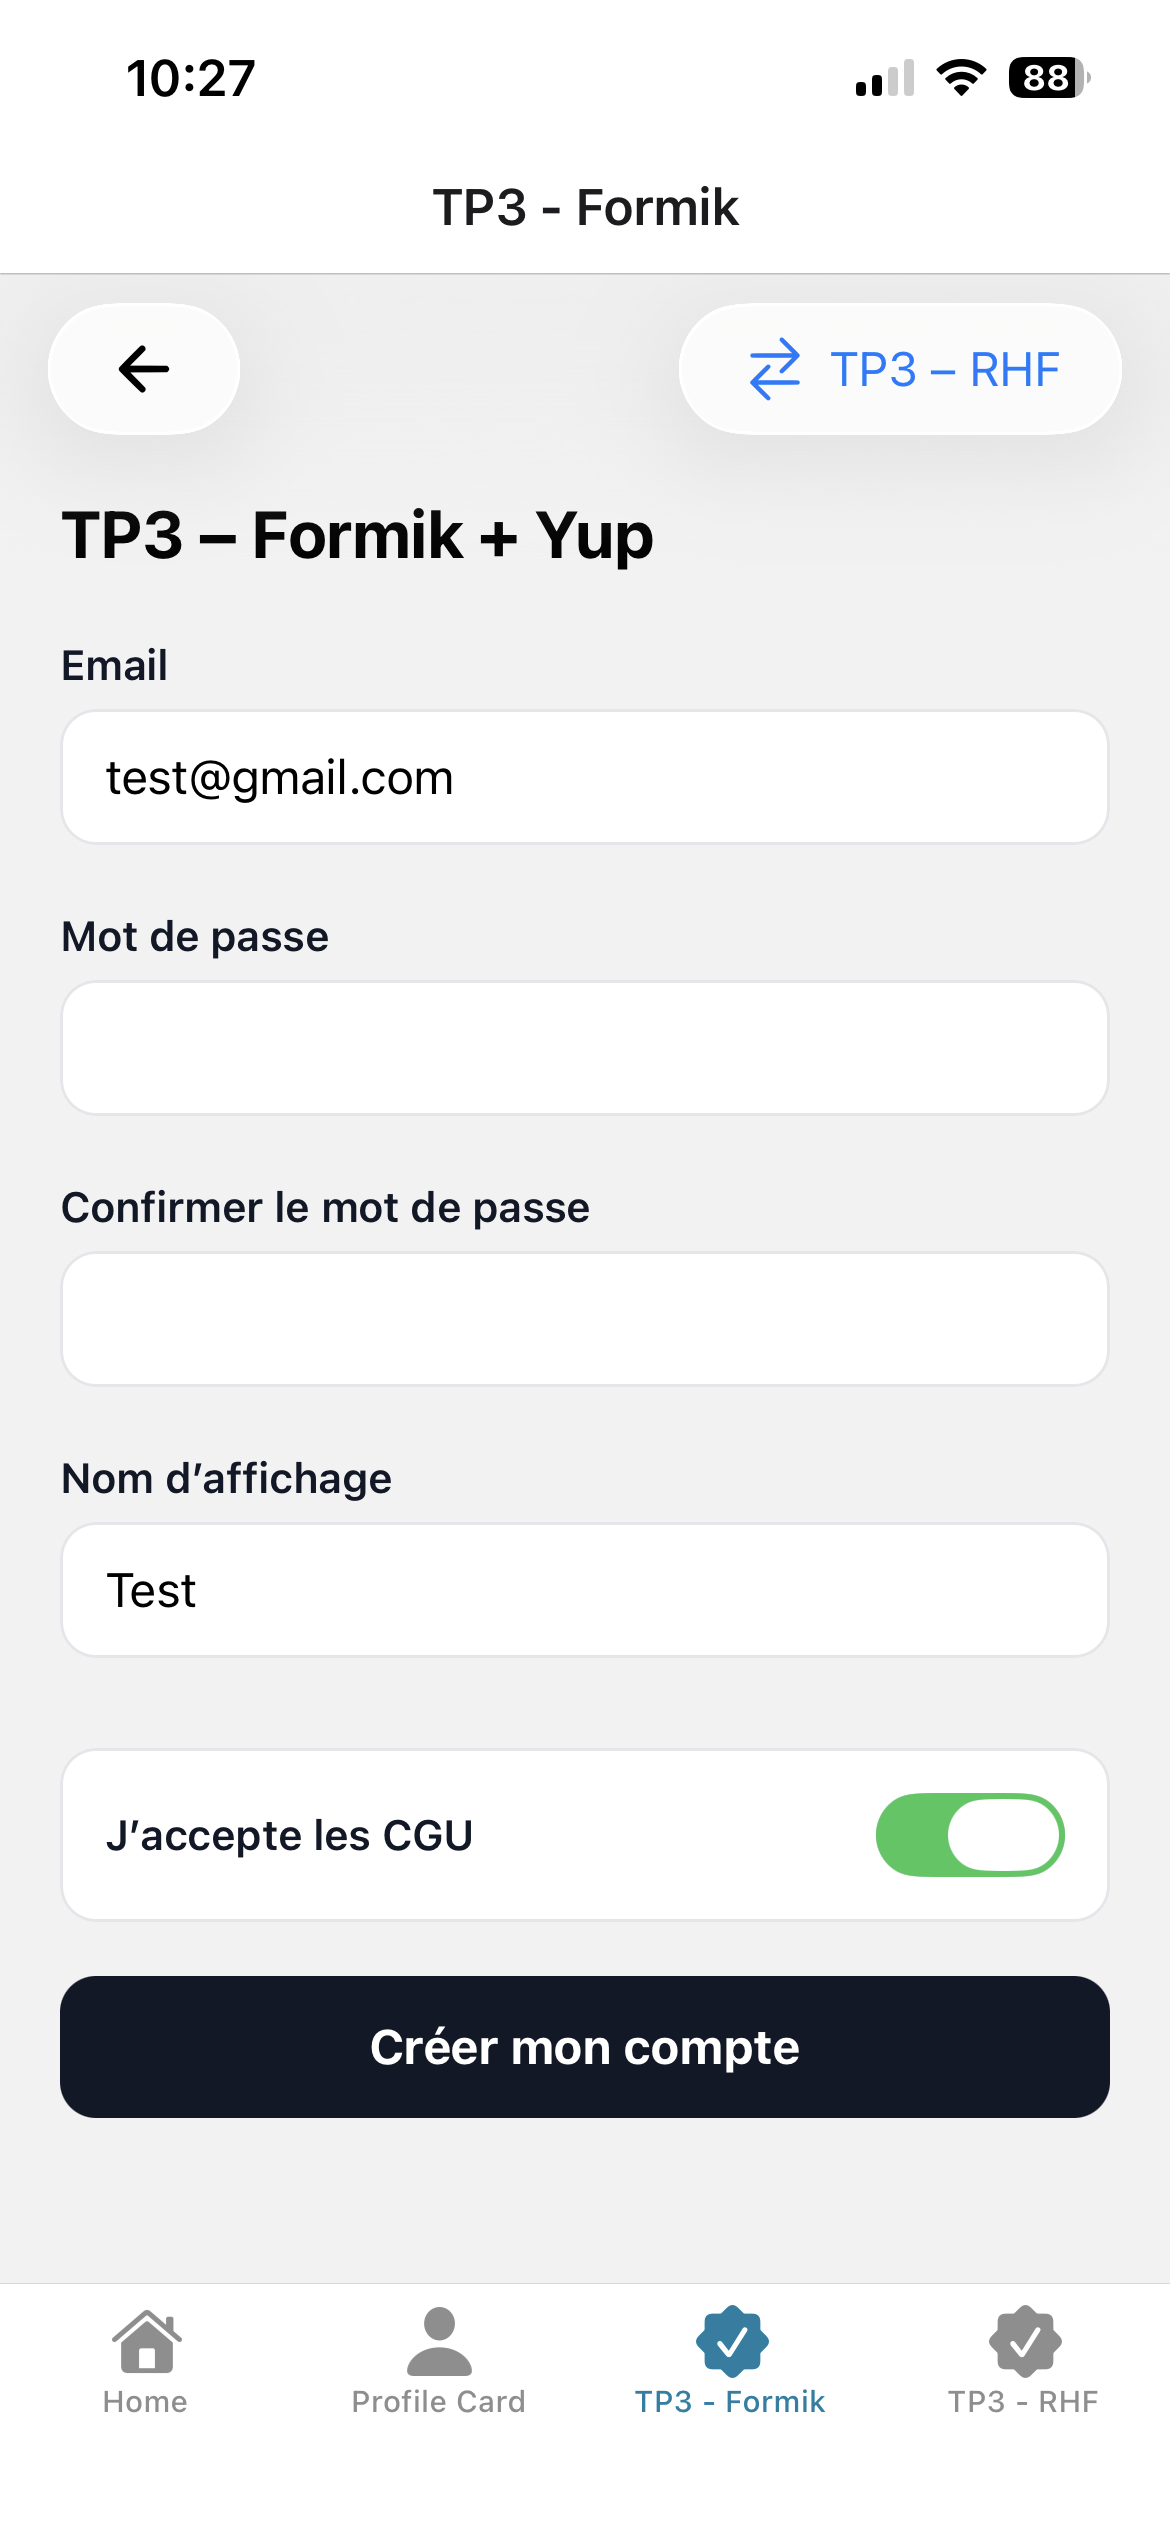 10:27
88
TP3 - Formik
TP3 – RHF
TP3 – Formik + Yup
Email
test@gmail.com
Mot de passe
Confirmer le mot de passe
Nom d’affichage
Test
J’accepte les CGU
Créer mon compte
Home
Profile Card
TP3 - Formik
TP3 - RHF